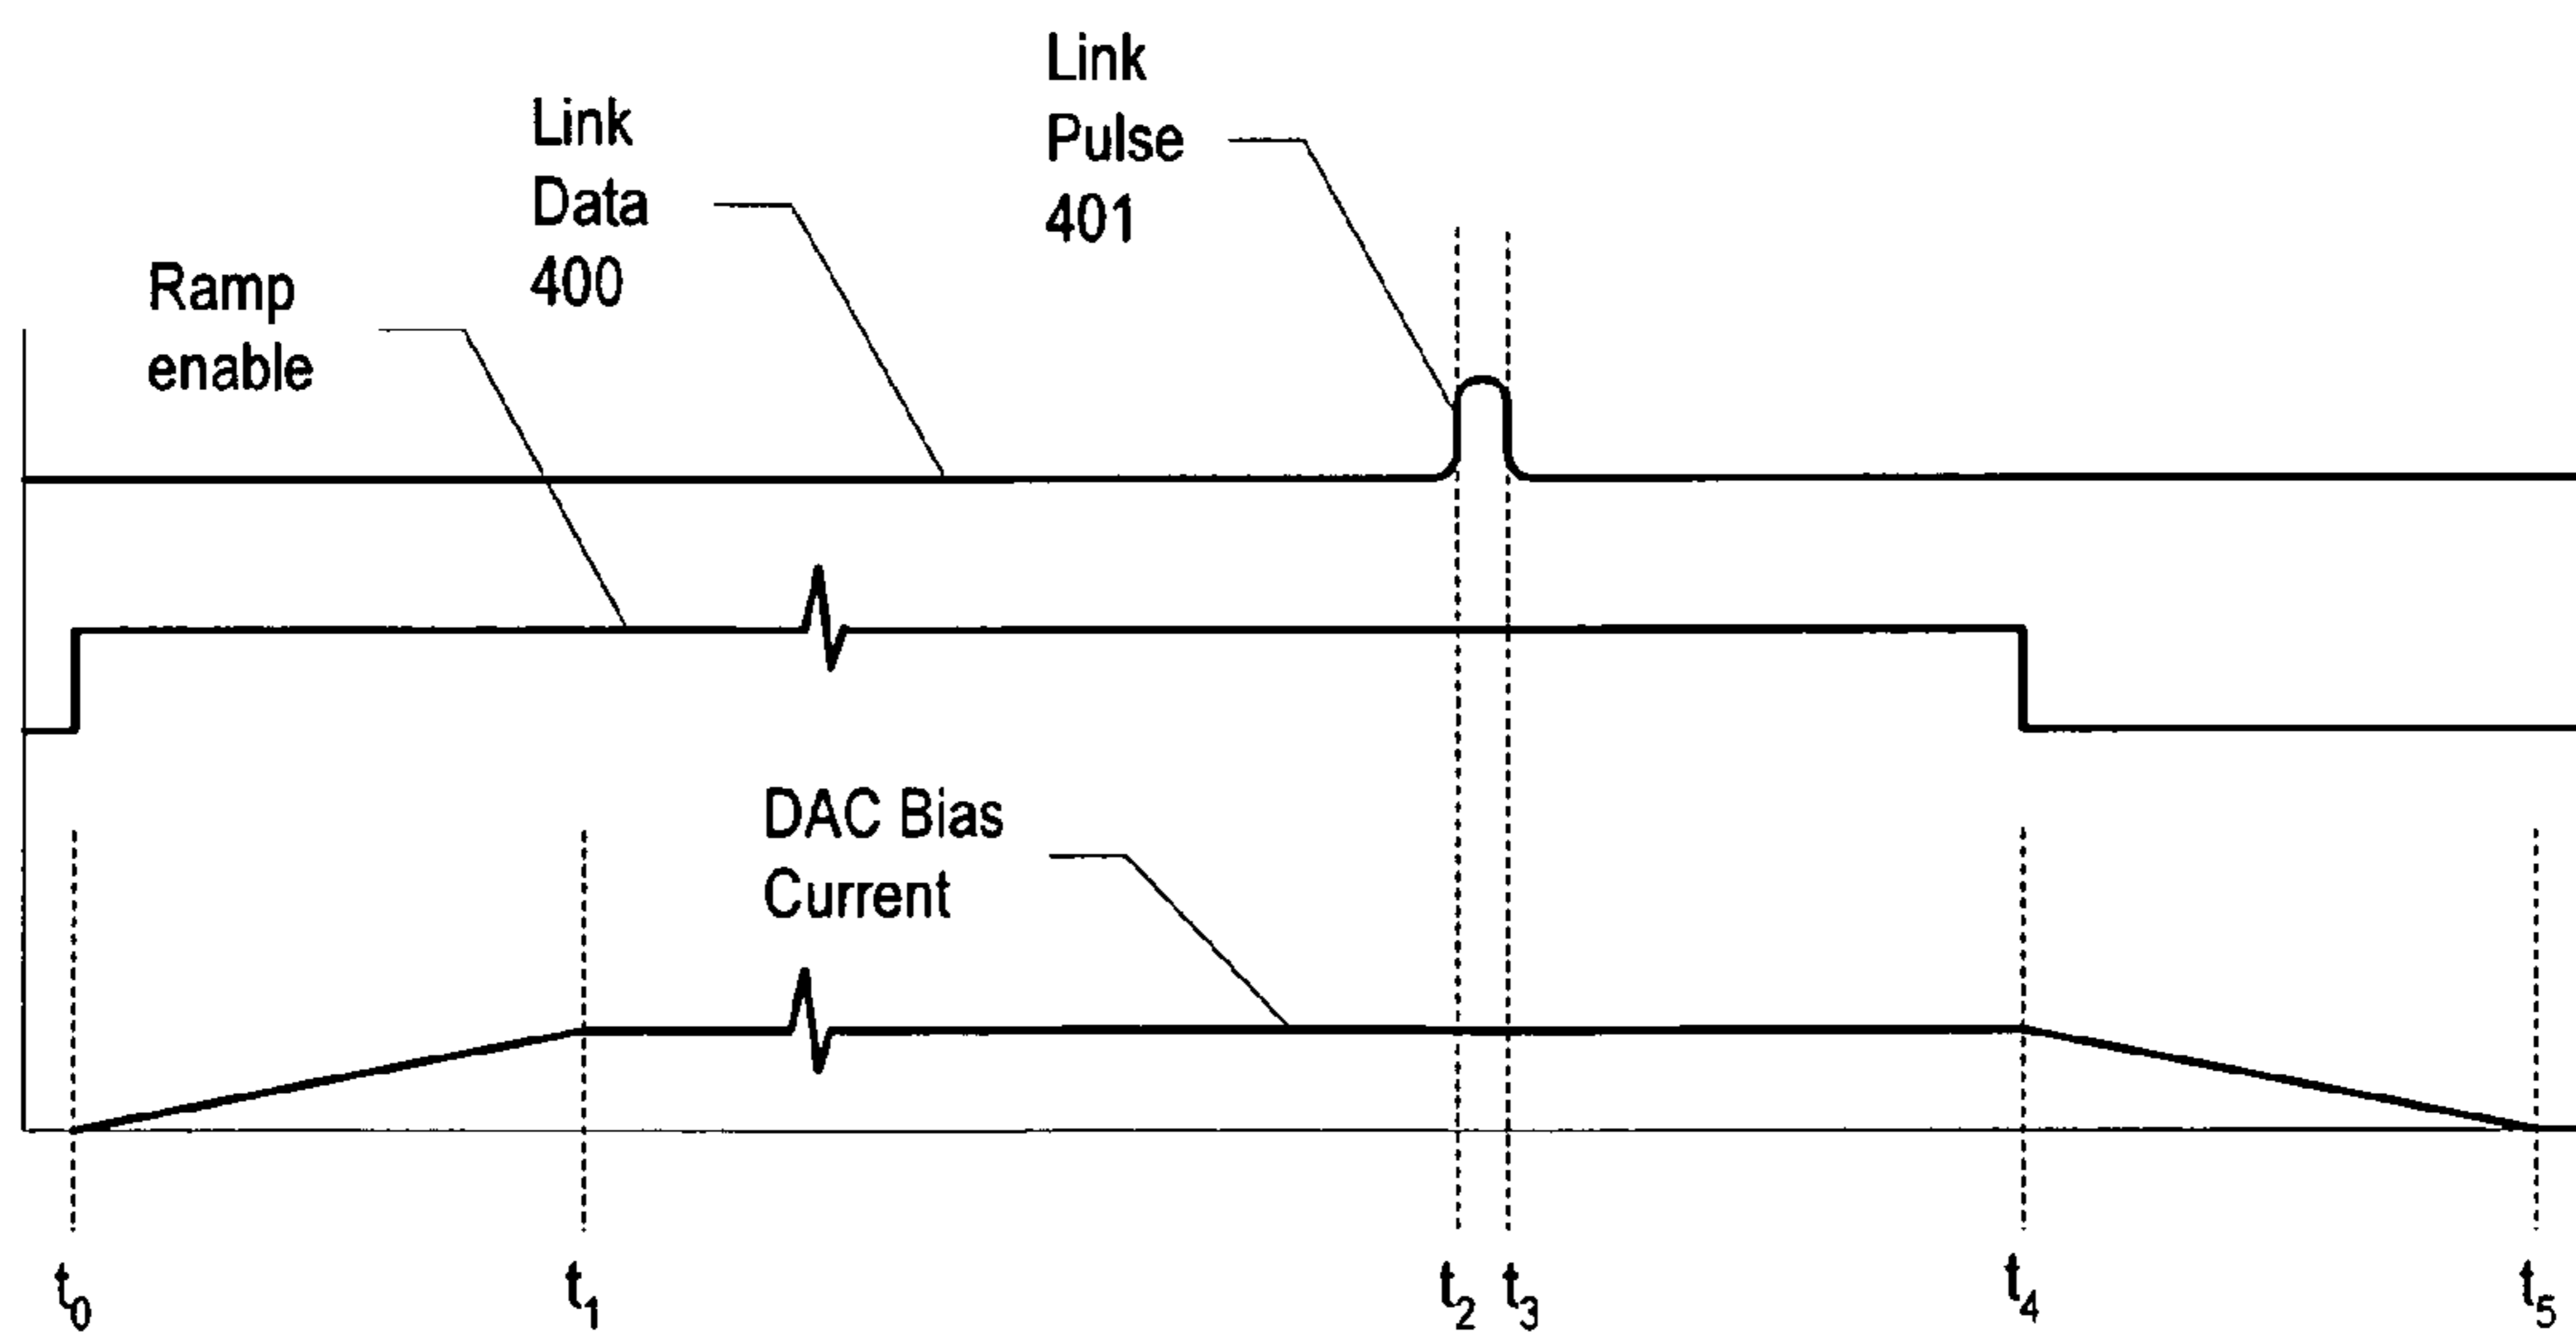 Link
Pulse
401
Link
Data
400
Ramp
enable
DAC Bias
Current
t0 t1 t2 t3 t4 t5